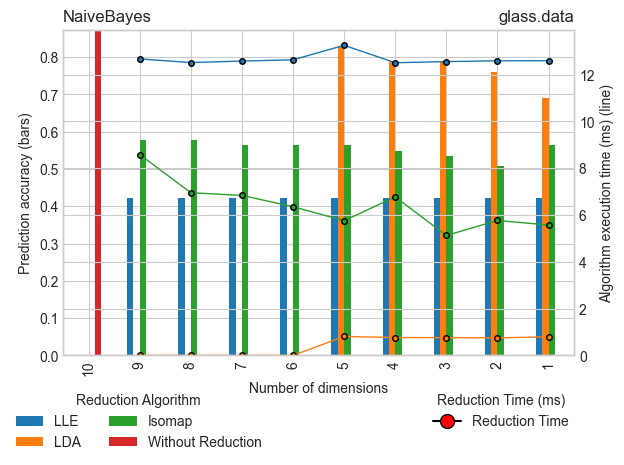 NaiveBayes glass.data
0.8
0.7
0.6
0.5
0.4
0.3
0.2
0.1
0.0
Prediction accuracy (bars)
12
10
8
6
4
2
0
Algorithm execution time (ms) (line)
10 9 8 7 6 5 4 3 2 1
Number of dimensions
Reduction Algorithm Reduction Time (ms)
LLE Isomap Reduction Time
LDA Without Reduction